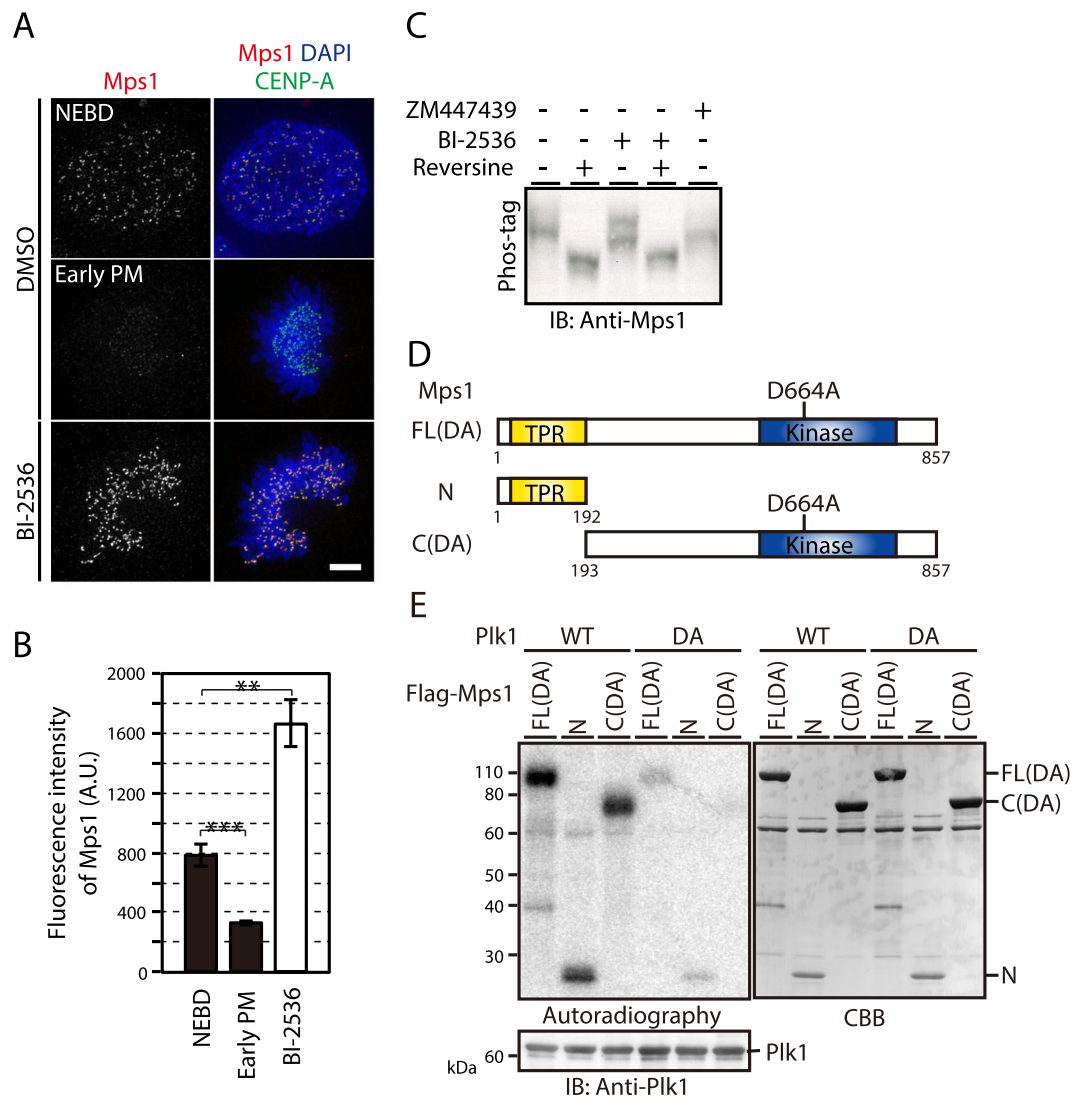 A
Mps1
Mps1 DAPI
CENP-A
DMSO
NEBD
Early PM
BI-2536
B
Fluorescence intensity
of Mps1 (A.U.)
2000
1600
1200
800
400
0
**
***
NEBD
Early PM
BI-2536
C
ZM447439 - - - - +
BI-2536 - - + + -
Reversine - + - + -
Phos-tag
IB: Anti-Mps1
D
Mps1
D664A
FL(DA)
TPR
Kinase
1
857
N
TPR
1
192
D664A
C(DA)
Kinase
193
857
E
Plk1 WT DA WT DA
Flag-Mps1 FL(DA) N C(DA) FL(DA) N C(DA) FL(DA) N C(DA) FL(DA) N C(DA)
110
80
60
50
40
30
FL(DA)
C(DA)
N
Autoradiography
CBB
kDa 60
Plk1
IB: Anti-Plk1